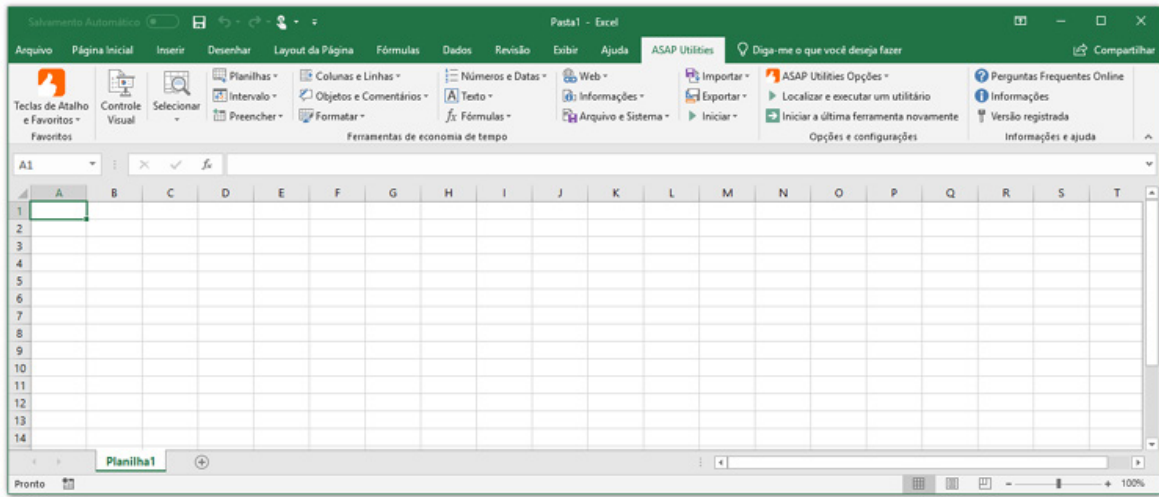 Salvamento Automático
Pasta1 - Excel
Arquivo Página Inicial Inserir Desenhar Layout da Página Fórmulas Dados Revisão Exibir Ajuda ASAP Utilities Diga-me o que você deseja fazer Compartilhar
Teclas de Atalho e Favoritos
Controle Visual
Selecionar
Planilhas
Intervalo
Preencher
Colunas e Linhas
Objetos e Comentários
Formatar
Números e Datas
Texto
Fórmulas
Web
Informações
Arquivo e Sistema
Importar
Exportar
Iniciar
ASAP Utilities Opções
Localizar e executar um utilitário
Iniciar a última ferramenta novamente
Perguntas Frequentes Online
Informações
Versão registrada
Favoritos
Ferramentas de economia de tempo
Opções e configurações
Informações e ajuda
A1 fx
A B C D E F G H I J K L M N O P Q R S T
1
2
3
4
5
6
7
8
9
10
11
12
13
14
Planilha1
Pronto 100%